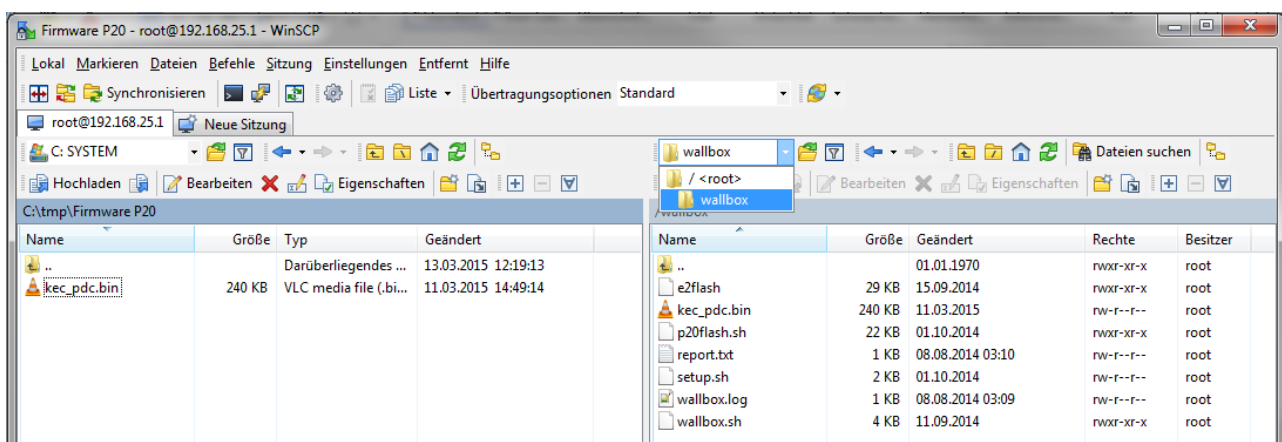 Firmware P20 - root@192.168.25.1 - WinSCP
Lokal Markieren Dateien Befehle Sitzung Einstellungen Entfernt Hilfe
Synchronisieren Liste Übertragungsoptionen Standard
root@192.168.25.1 Neue Sitzung
C: SYSTEM wallbox Dateien suchen
Hochladen Bearbeiten Eigenschaften / <root> Bearbeiten Eigenschaften
wallbox
C:\tmp\Firmware P20 /wallbox
Name Größe Typ Geändert Name Größe Geändert Rechte Besitzer
.. Darüberliegendes ... 13.03.2015 12:19:13 .. 01.01.1970 rwxr-xr-x root
e2flash 29 KB 15.09.2014 rwxr-xr-x root
kec_pdc.bin 240 KB VLC media file (.bi... 11.03.2015 14:49:14 kec_pdc.bin 240 KB 11.03.2015 rw-r--r-- root
p20flash.sh 22 KB 01.10.2014 rwxr-xr-x root
report.txt 1 KB 08.08.2014 03:10 rw-r--r-- root
setup.sh 2 KB 01.10.2014 rw-r--r-- root
wallbox.log 1 KB 08.08.2014 03:09 rw-r--r-- root
wallbox.sh 4 KB 11.09.2014 rwxr-xr-x root